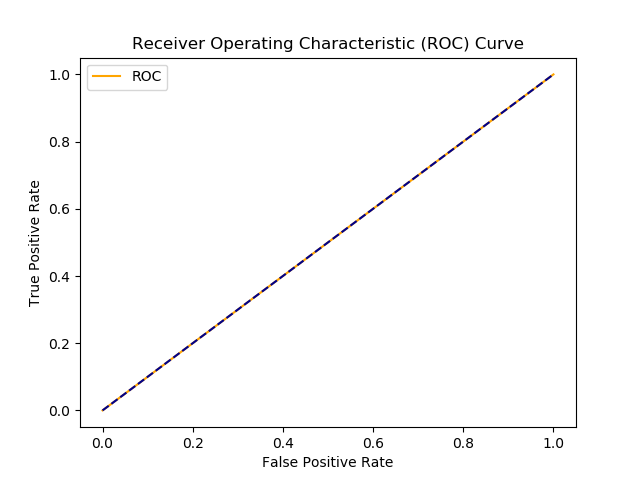 Receiver Operating Characteristic (ROC) Curve
ROC
1.0
0.8
0.6
0.4
0.2
0.0
True Positive Rate
0.0 0.2 0.4 0.6 0.8 1.0
False Positive Rate